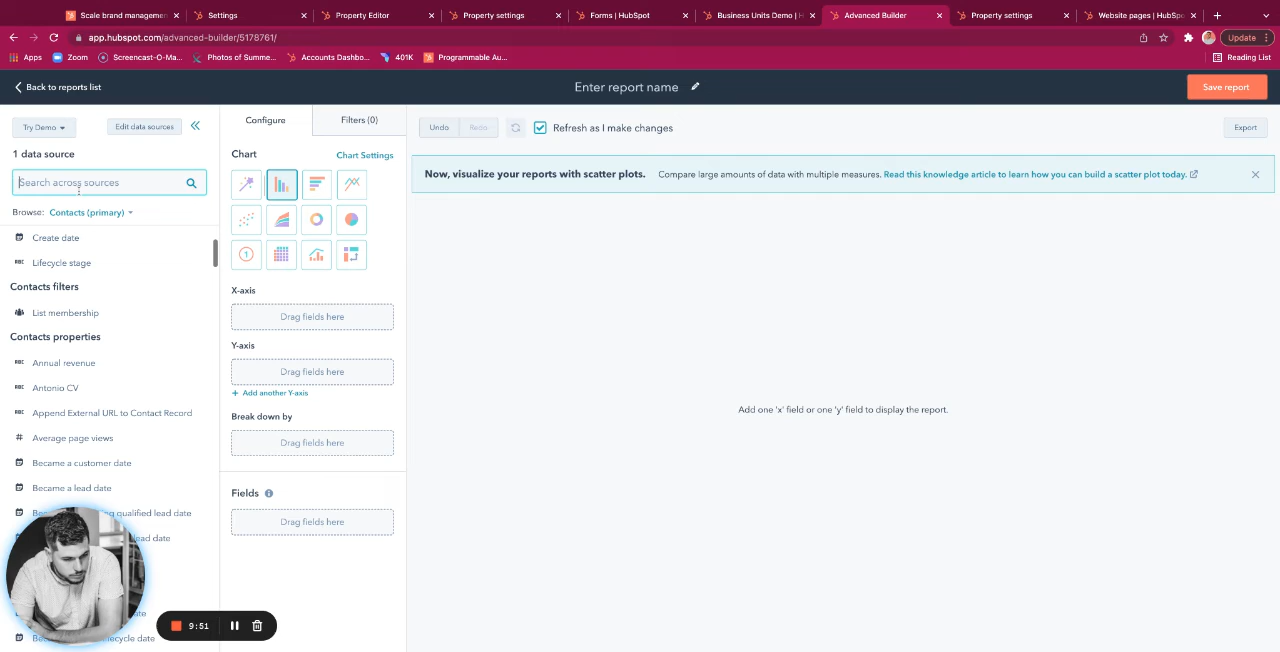 Scale brand managemen
Settings
Property Editor
Property settings
Forms | HubSpot
Business Units Demo | H
Advanced Builder
Property settings
Website pages | HubSpo
app.hubspot.com/advanced-builder/5178761/
Update
Apps
Zoom
Screencast-O-Ma...
Photos of Summe...
Accounts Dashbo...
401K
Programmable Au...
Reading List
Back to reports list
Enter report name
Save report
Try Demo
Edit data sources
Configure
Filters (0)
Undo
Redo
Refresh as I make changes
Export
1 data source
Search across sources
Browse: Contacts (primary)
Create date
Lifecycle stage
Contacts filters
List membership
Contacts properties
Annual revenue
Antonio CV
Append External URL to Contact Record
Average page views
Became a customer date
Became a lead date
qualified lead date
lead date
lifecycle date
9:51
Chart
Chart Settings
1
X-axis
Drag fields here
Y-axis
Drag fields here
+ Add another Y-axis
Break down by
Drag fields here
Fields
Drag fields here
Now, visualize your reports with scatter plots. Compare large amounts of data with multiple measures. Read this knowledge article to learn how you can build a scatter plot today.
Add one 'x' field or one 'y' field to display the report.